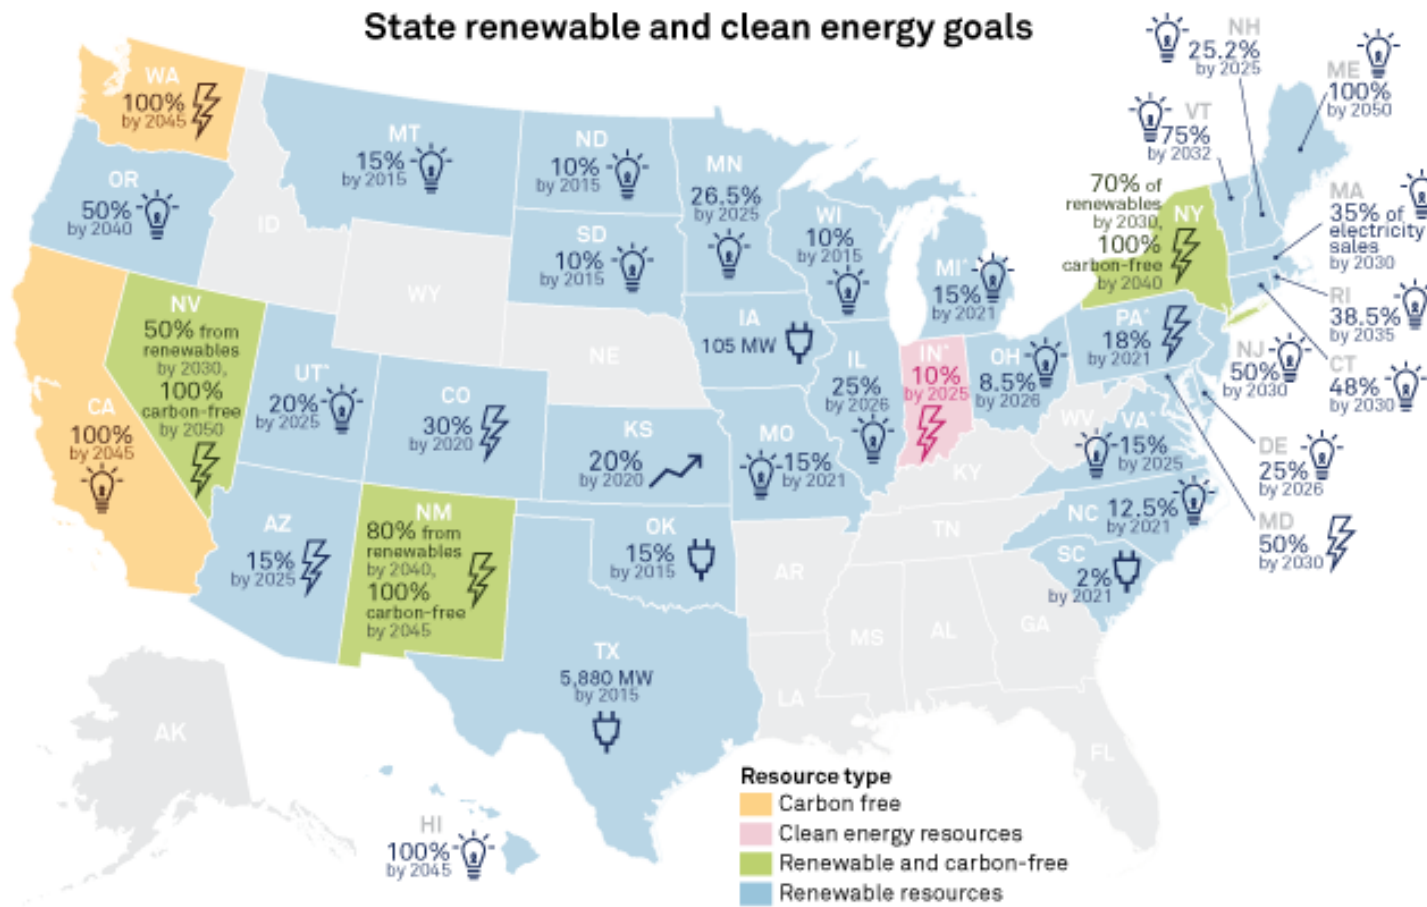 State renewable and clean energy goals
WA
100%
by 2045
OR
50%
by 2040
CA
100%
by 2045
NV
50% from
renewables
by 2030,
100%
carbon-free
by 2050
ID
MT
15%
by 2015
WY
UT^
20%
by 2025
CO
30%
by 2020
AZ
15%
by 2025
NM
80% from
renewables
by 2040,
100%
carbon-free
by 2045
ND
10%
by 2015
SD
10%
by 2015
NE
KS
20%
by 2020
OK
15%
by 2015
TX
5,880 MW
by 2015
MN
26.5%
by 2025
IA
105 MW
MO
15%
by 2021
AR
LA
WI
10%
by 2015
IL
25%
by 2026
MI^
15%
by 2021
IN^
10%
by 2025
OH
8.5%
by 2026
KY
TN
MS
AL
GA
FL
WV
VA^
15%
by 2025
NC
12.5%
by 2021
SC
2%
by 2021
PA^
18%
by 2021
70% of
renewables
by 2030,
100%
carbon-free
by 2040
NY
NH
25.2%
by 2025
VT
75%
by 2032
ME
100%
by 2050
MA
35% of
electricity
sales
by 2030
RI
38.5%
by 2035
CT
48%
by 2030
NJ
50%
by 2030
DE
25%
by 2026
MD
50%
by 2030
AK
HI
100%
by 2045
Resource type
Carbon free
Clean energy resources
Renewable and carbon-free
Renewable resources